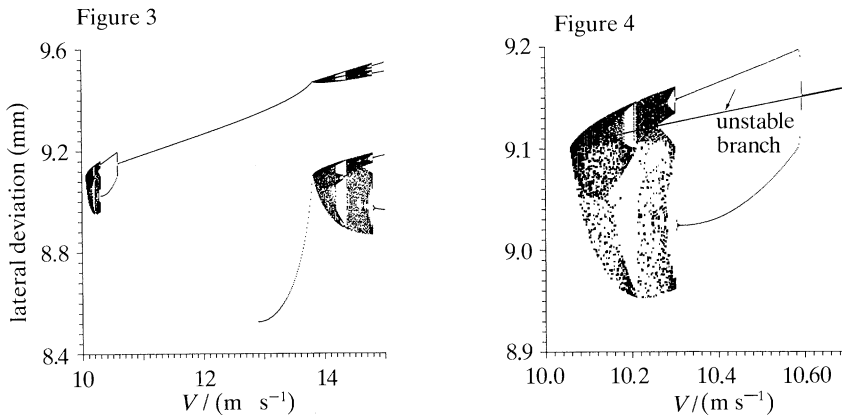 Figure 3
9.6
9.2
8.8
8.4
lateral deviation (mm)
10
12
14
V / (m s⁻¹)
Figure 4
9.2
9.1
9.0
8.9
unstable
branch
10.0
10.2
10.4
10.60
V / (m s⁻¹)